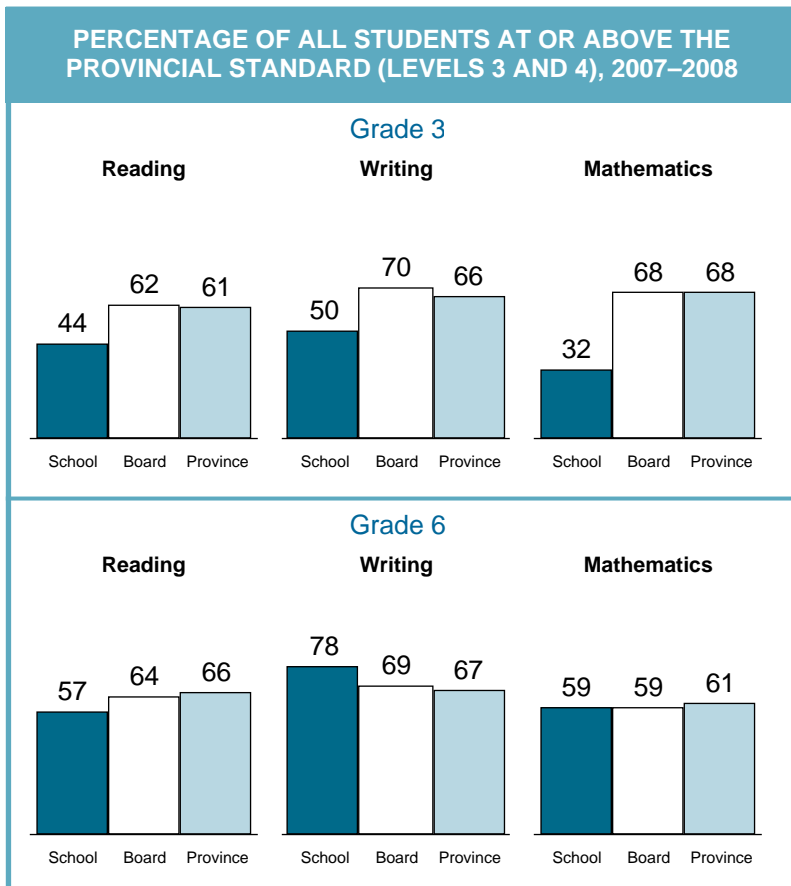 PERCENTAGE OF ALL STUDENTS AT OR ABOVE THE
PROVINCIAL STANDARD (LEVELS 3 AND 4), 2007–2008
Grade 3
Reading
Writing
Mathematics
44
62
61
50
70
66
32
68
68
School Board Province
School Board Province
School Board Province
Grade 6
Reading
Writing
Mathematics
57
64
66
78
69
67
59
59
61
School Board Province
School Board Province
School Board Province